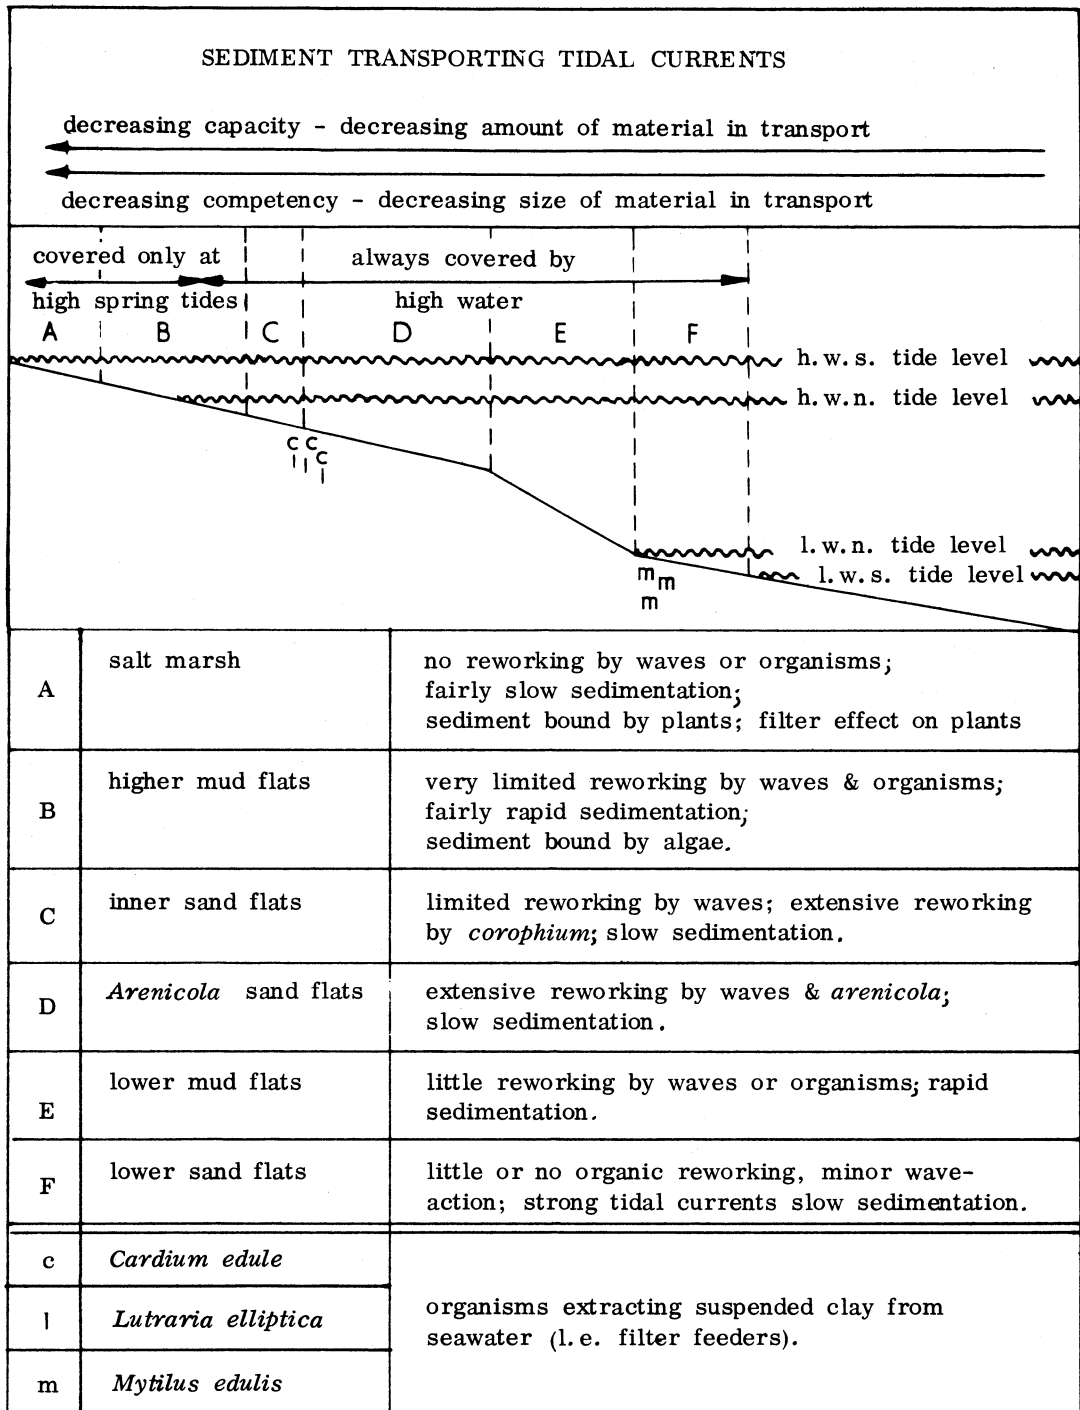 SEDIMENT TRANSPORTING TIDAL CURRENTS
decreasing capacity - decreasing amount of material in transport
decreasing competency - decreasing size of material in transport
covered only at
always covered by
high spring tides
high water
A B C D E F
h.w.s. tide level
h.w.n. tide level
c c
l l c
l
l.w.n. tide level
l.w.s. tide level
m m
m
A
salt marsh
no reworking by waves or organisms;
fairly slow sedimentation;
sediment bound by plants; filter effect on plants
B
higher mud flats
very limited reworking by waves & organisms;
fairly rapid sedimentation;
sediment bound by algae.
C
inner sand flats
limited reworking by waves; extensive reworking
by corophium; slow sedimentation.
D
Arenicola sand flats
extensive reworking by waves & arenicola;
slow sedimentation.
E
lower mud flats
little reworking by waves or organisms; rapid
sedimentation.
F
lower sand flats
little or no organic reworking, minor wave-
action; strong tidal currents slow sedimentation.
c
Cardium edule
l
Lutraria elliptica
m
Mytilus edulis
organisms extracting suspended clay from
seawater (l.e. filter feeders).